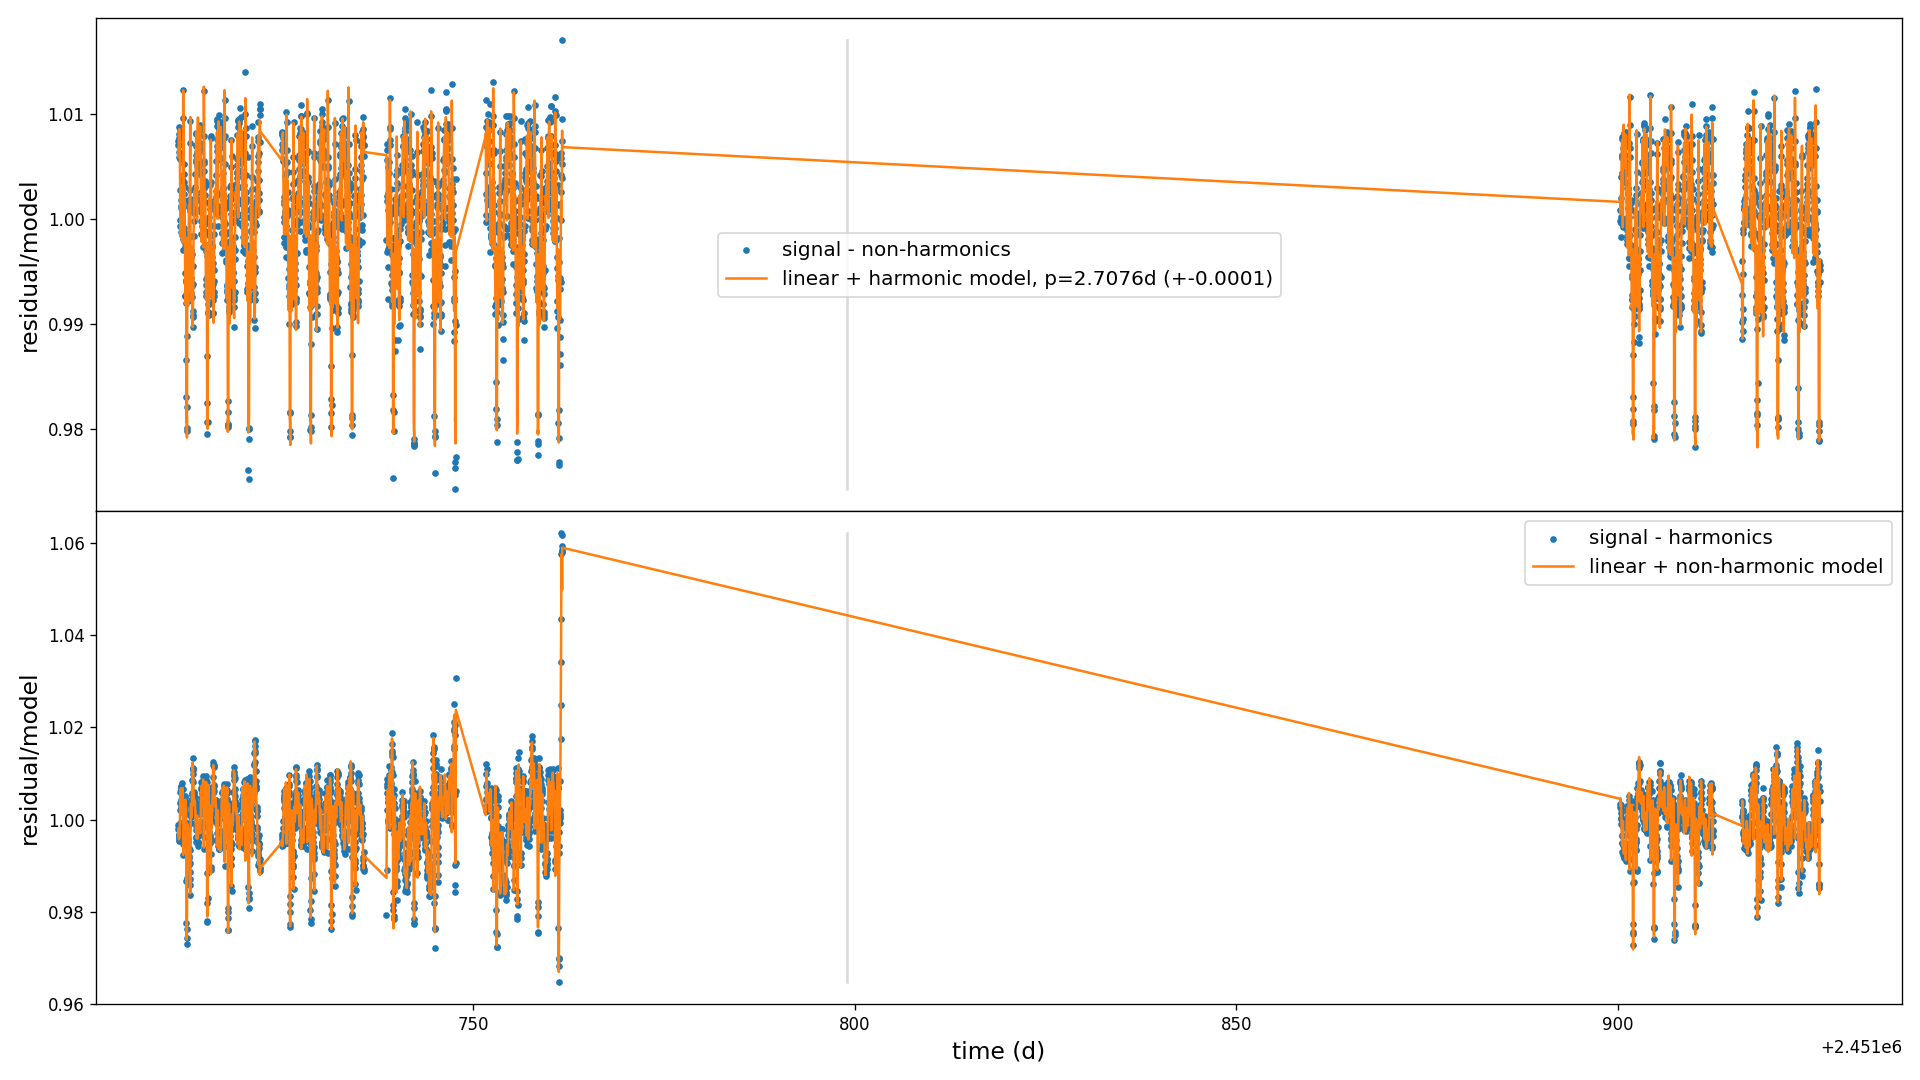 residual/model
1.01
1.00
0.99
0.98
signal - non-harmonics
linear + harmonic model, p=2.7076d (+-0.0001)
residual/model
1.06
1.04
1.02
1.00
0.98
0.96
signal - harmonics
linear + non-harmonic model
750
800
850
900
time (d)
+2.451e6